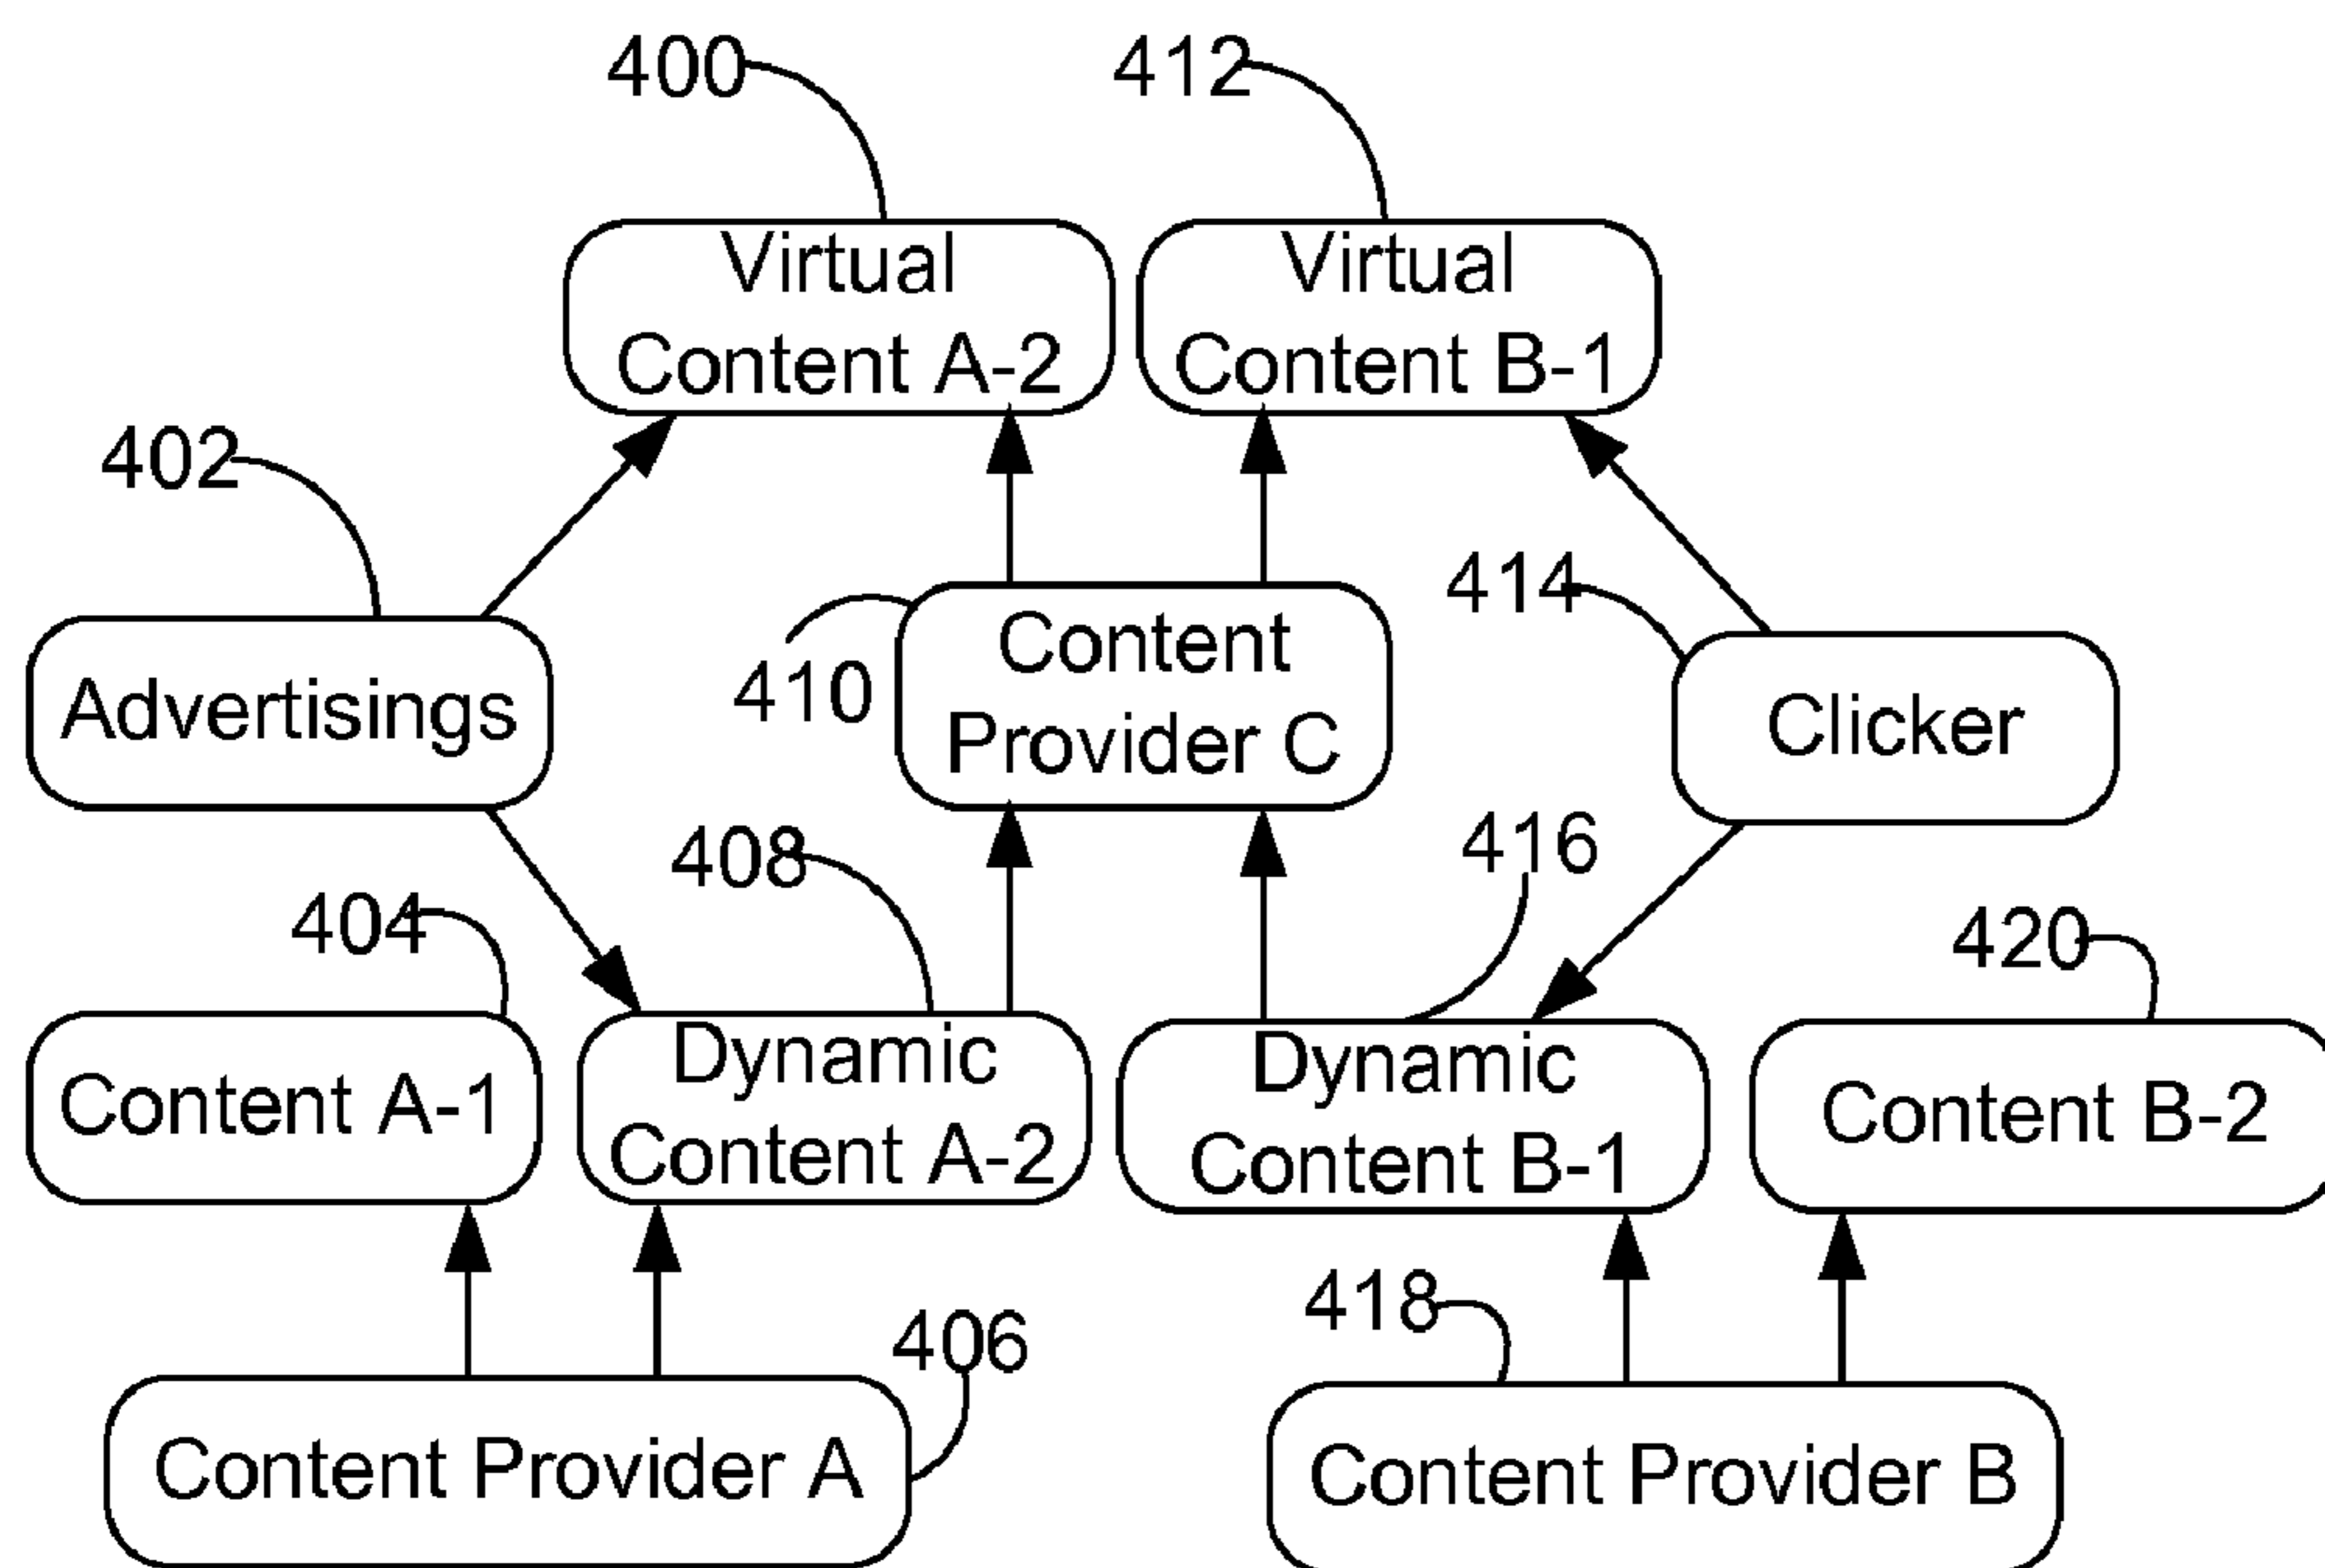 400
412
Virtual
Content A-2
Virtual
Content B-1
402
414
Advertisings
410
Content
Provider C
Clicker
408
416
404
420
Content A-1
Dynamic
Content A-2
Dynamic
Content B-1
Content B-2
406
418
Content Provider A
Content Provider B